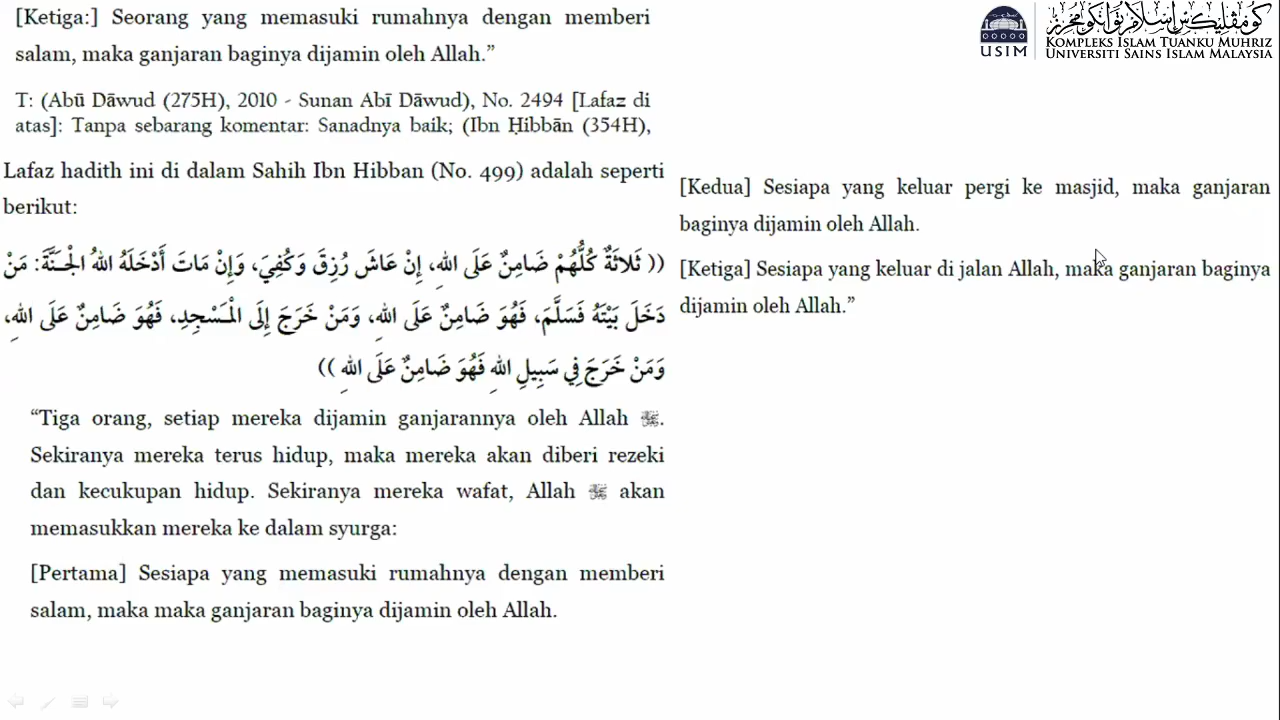 [Ketiga:] Seorang yang memasuki rumahnya dengan memberi
salam, maka ganjaran baginya dijamin oleh Allah.”
T: (Abū Dāwud (275H), 2010 - Sunan Abī Dāwud), No. 2494 [Lafaz di
atas]: Tanpa sebarang komentar: Sanadnya baik; (Ibn Ḥibbān (354H),
Lafaz hadith ini di dalam Sahih Ibn Hibban (No. 499) adalah seperti
berikut:
(( ثَلاثَةٌ كُلُّهُمْ ضَامِنٌ عَلَى اللهِ، إِنْ عَاشَ رُزِقَ وَكُفِيَ، وَإِنْ مَاتَ أَدْخَلَهُ اللهُ الْجَنَّةَ: مَنْ
دَخَلَ بَيْتَهُ فَسَلَّمَ، فَهُوَ ضَامِنٌ عَلَى اللهِ، وَمَنْ خَرَجَ إِلَى الْمَسْجِدِ، فَهُوَ ضَامِنٌ عَلَى اللهِ،
وَمَنْ خَرَجَ فِي سَبِيلِ اللهِ فَهُوَ ضَامِنٌ عَلَى اللهِ ))
“Tiga orang, setiap mereka dijamin ganjarannya oleh Allah ﷻ.
Sekiranya mereka terus hidup, maka mereka akan diberi rezeki
dan kecukupan hidup. Sekiranya mereka wafat, Allah ﷻ akan
memasukkan mereka ke dalam syurga:
[Pertama] Sesiapa yang memasuki rumahnya dengan memberi
salam, maka maka ganjaran baginya dijamin oleh Allah.
[Kedua] Sesiapa yang keluar pergi ke masjid, maka ganjaran
baginya dijamin oleh Allah.
[Ketiga] Sesiapa yang keluar di jalan Allah, maka ganjaran baginya
dijamin oleh Allah.”
USIM
كومڤليكس اسلام توانكو محرز
KOMPLEKS ISLAM TUANKU MUHRIZ
UNIVERSITI SAINS ISLAM MALAYSIA